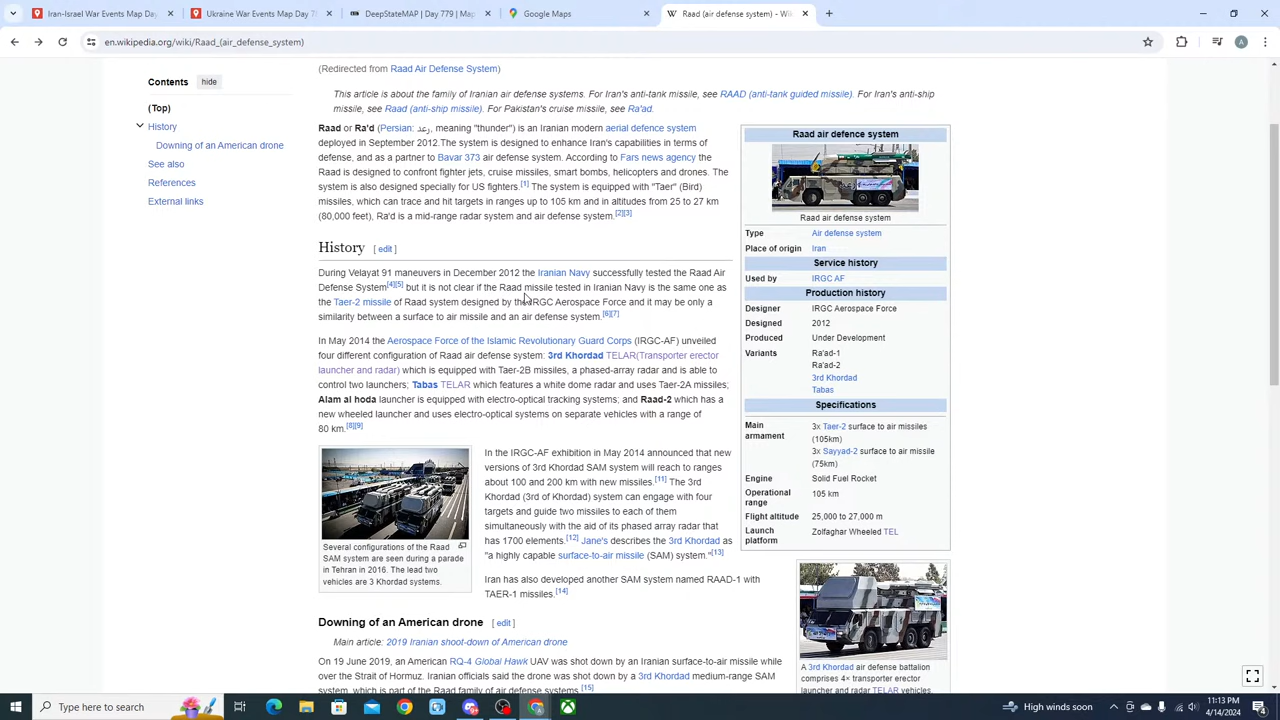 Iran-Israel War Events Map Day
Ukraine War Events Map Day 7
DeepStateMAP | Day 779 | Map
Google Maps
Raad (air defense system) - Wi
en.wikipedia.org/wiki/Raad_(air_defense_system)
A
Contents hide
(Top)
History
Downing of an American drone
See also
References
External links
(Redirected from Raad Air Defense System)
This article is about the family of Iranian air defense systems. For Iran's anti-tank missile, see RAAD (anti-tank guided missile). For Iran's anti-ship
missile, see Raad (anti-ship missile). For Pakistan's cruise missile, see Ra'ad.
Raad or Ra'd (Persian: رعد, meaning "thunder") is an Iranian modern aerial defence system
deployed in September 2012.The system is designed to enhance Iran's capabilities in terms of
defense, and as a partner to Bavar 373 air defense system. According to Fars news agency the
Raad is designed to confront fighter jets, cruise missiles, smart bombs, helicopters and drones. The
system is also designed specially for US fighters.[1] The system is equipped with "Taer" (Bird)
missiles, which can trace and hit targets in ranges up to 105 km and in altitudes from 25 to 27 km
(80,000 feet), Ra'd is a mid-range radar system and air defense system.[2][3]
History [ edit ]
During Velayat 91 maneuvers in December 2012 the Iranian Navy successfully tested the Raad Air
Defense System[4][5] but it is not clear if the Raad missile tested in Iranian Navy is the same one as
the Taer-2 missile of Raad system designed by the IRGC Aerospace Force and it may be only a
similarity between a surface to air missile and an air defense system.[6][7]
In May 2014 the Aerospace Force of the Islamic Revolutionary Guard Corps (IRGC-AF) unveiled
four different configuration of Raad air defense system: 3rd Khordad TELAR(Transporter erector
launcher and radar) which is equipped with Taer-2B missiles, a phased-array radar and is able to
control two launchers; Tabas TELAR which features a white dome radar and uses Taer-2A missiles;
Alam al hoda launcher is equipped with electro-optical tracking systems; and Raad-2 which has a
new wheeled launcher and uses electro-optical systems on separate vehicles with a range of
80 km.[8][9]
Several configurations of the Raad
SAM system are seen during a parade
in Tehran in 2016. The lead two
vehicles are 3 Khordad systems.
In the IRGC-AF exhibition in May 2014 announced that new
versions of 3rd Khordad SAM system will reach to ranges
about 100 and 200 km with new missiles.[11] The 3rd
Khordad (3rd of Khordad) system can engage with four
targets and guide two missiles to each of them
simultaneously with the aid of its phased array radar that
has 1700 elements.[12] Jane's describes the 3rd Khordad as
"a highly capable surface-to-air missile (SAM) system."[13]
Iran has also developed another SAM system named RAAD-1 with
TAER-1 missiles.[14]
Downing of an American drone [ edit ]
Main article: 2019 Iranian shoot-down of American drone
On 19 June 2019, an American RQ-4 Global Hawk UAV was shot down by an Iranian surface-to-air missile while
over the Strait of Hormuz. Iranian officials said the drone was shot down by a 3rd Khordad medium-range SAM
system, which is part of the Raad family of air defense systems.[15]
Raad air defence system
Raad air defense system
Type Air defense system
Place of origin Iran
Service history
Used by IRGC AF
Production history
Designer IRGC Aerospace Force
Designed 2012
Produced Under Development
Variants Ra'ad-1
Ra'ad-2
3rd Khordad
Tabas
Specifications
Main armament 3x Taer-2 surface to air missiles
(105km)
3x Sayyad-2 surface to air missile
(75km)
Engine Solid Fuel Rocket
Operational range 105 km
Flight altitude 25,000 to 27,000 m
Launch platform Zolfaghar Wheeled TEL
A 3rd Khordad air defense battalion
comprises 4× transporter erector
launcher and radar TELAR vehicles,
Type here to search
High winds soon
11:13 PM
4/14/2024